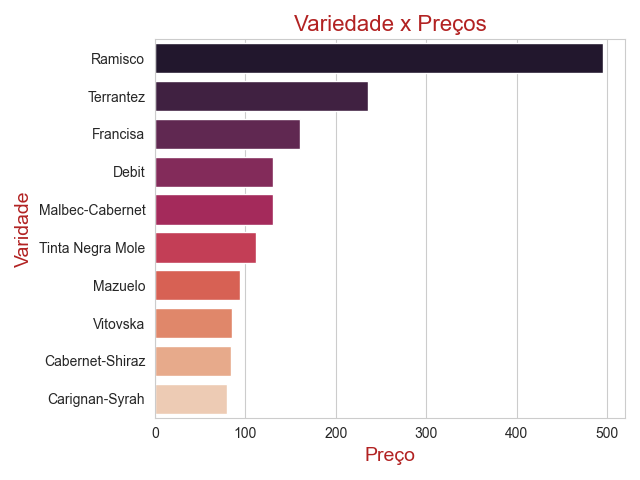 Variedade x Preços
Varidade
Ramisco
Terrantez
Francisa
Debit
Malbec-Cabernet
Tinta Negra Mole
Mazuelo
Vitovska
Cabernet-Shiraz
Carignan-Syrah
0 100 200 300 400 500
Preço